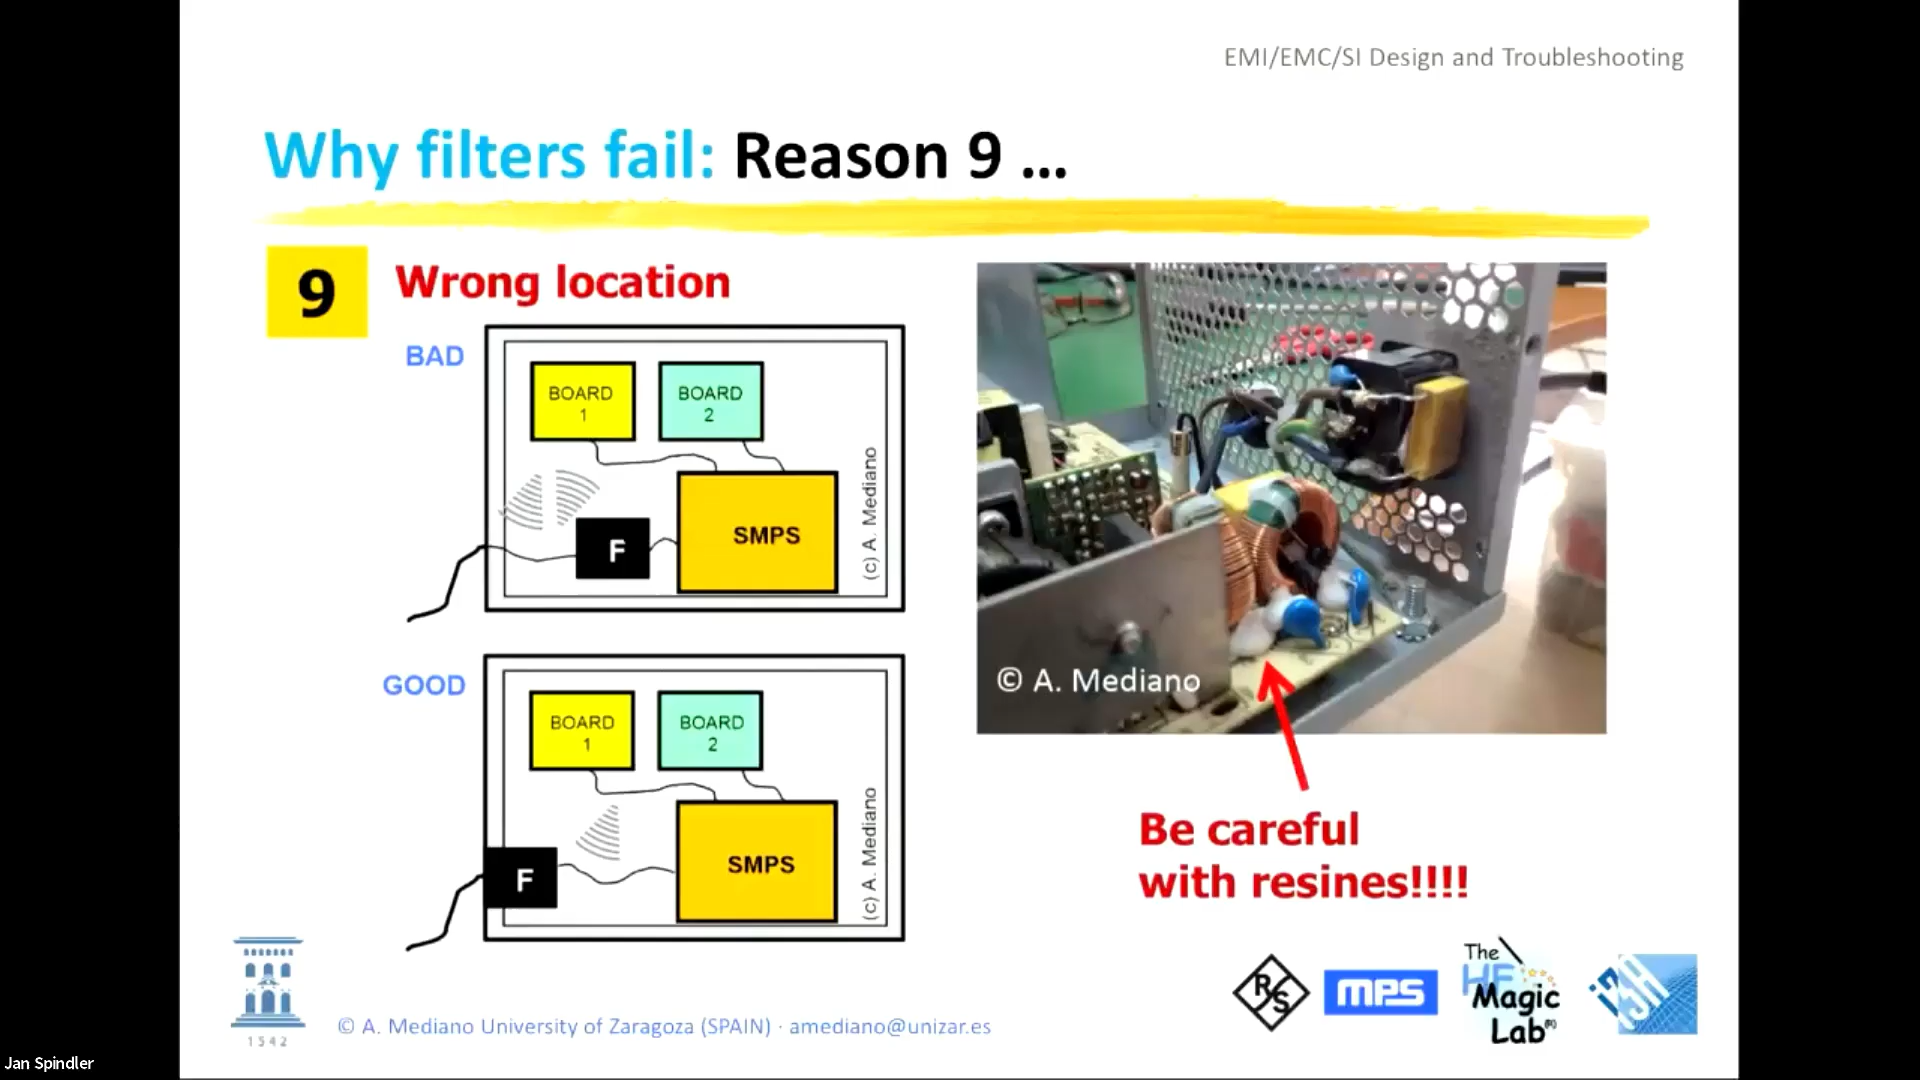 EMI/EMC/SI Design and Troubleshooting
Why filters fail: Reason 9 ...
9
Wrong location
BAD
BOARD
1
BOARD
2
F
SMPS
(c) A. Mediano
GOOD
BOARD
1
BOARD
2
F
SMPS
(c) A. Mediano
© A. Mediano
Be careful
with resines!!!!
1542
© A. Mediano University of Zaragoza (SPAIN) · amediano@unizar.es
R&S
MPS
The
HF
Magic
Lab
Jan Spindler